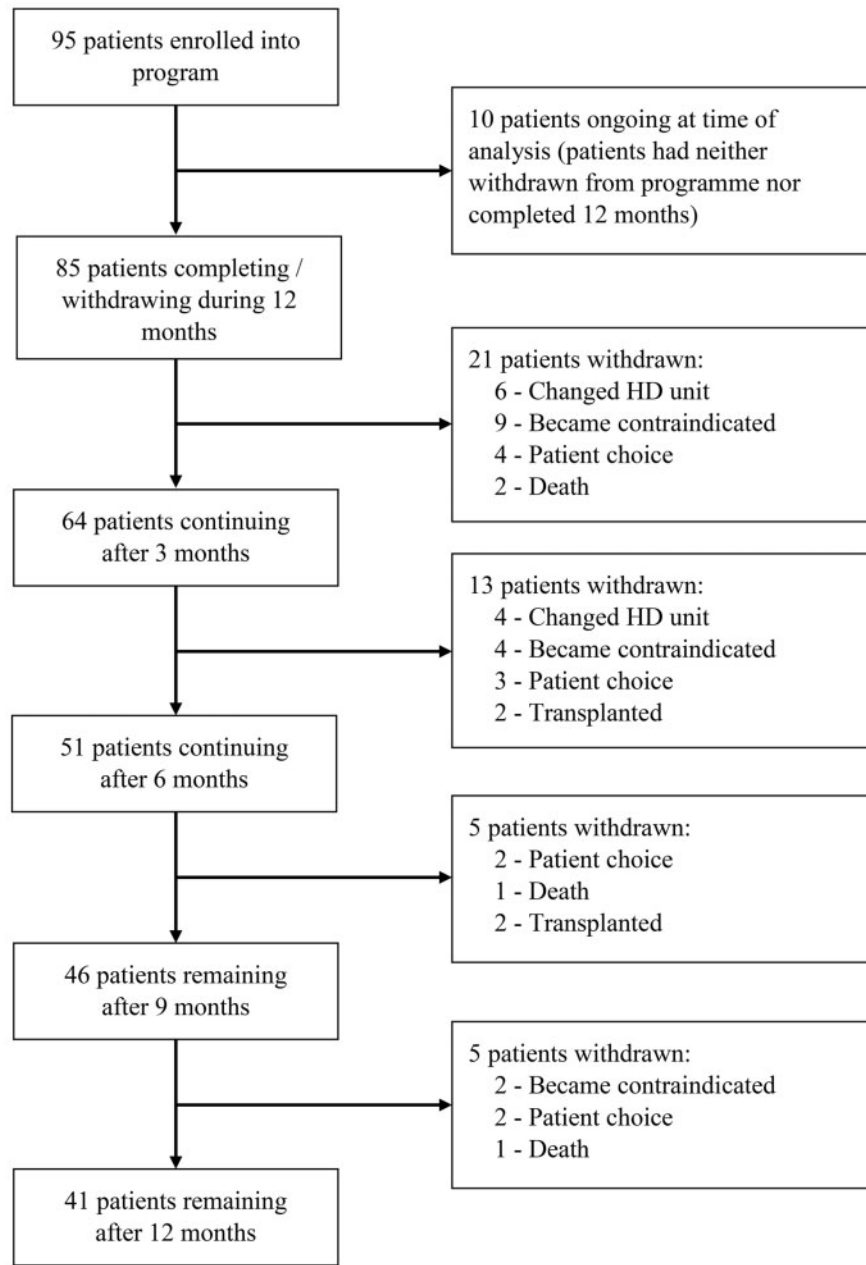 95 patients enrolled into
program
10 patients ongoing at time of
analysis (patients had neither
withdrawn from programme nor
completed 12 months)
85 patients completing /
withdrawing during 12
months
21 patients withdrawn:
6 - Changed HD unit
9 - Became contraindicated
4 - Patient choice
2 - Death
64 patients continuing
after 3 months
13 patients withdrawn:
4 - Changed HD unit
4 - Became contraindicated
3 - Patient choice
2 - Transplanted
51 patients continuing
after 6 months
5 patients withdrawn:
2 - Patient choice
1 - Death
2 - Transplanted
46 patients remaining
after 9 months
5 patients withdrawn:
2 - Became contraindicated
2 - Patient choice
1 - Death
41 patients remaining
after 12 months